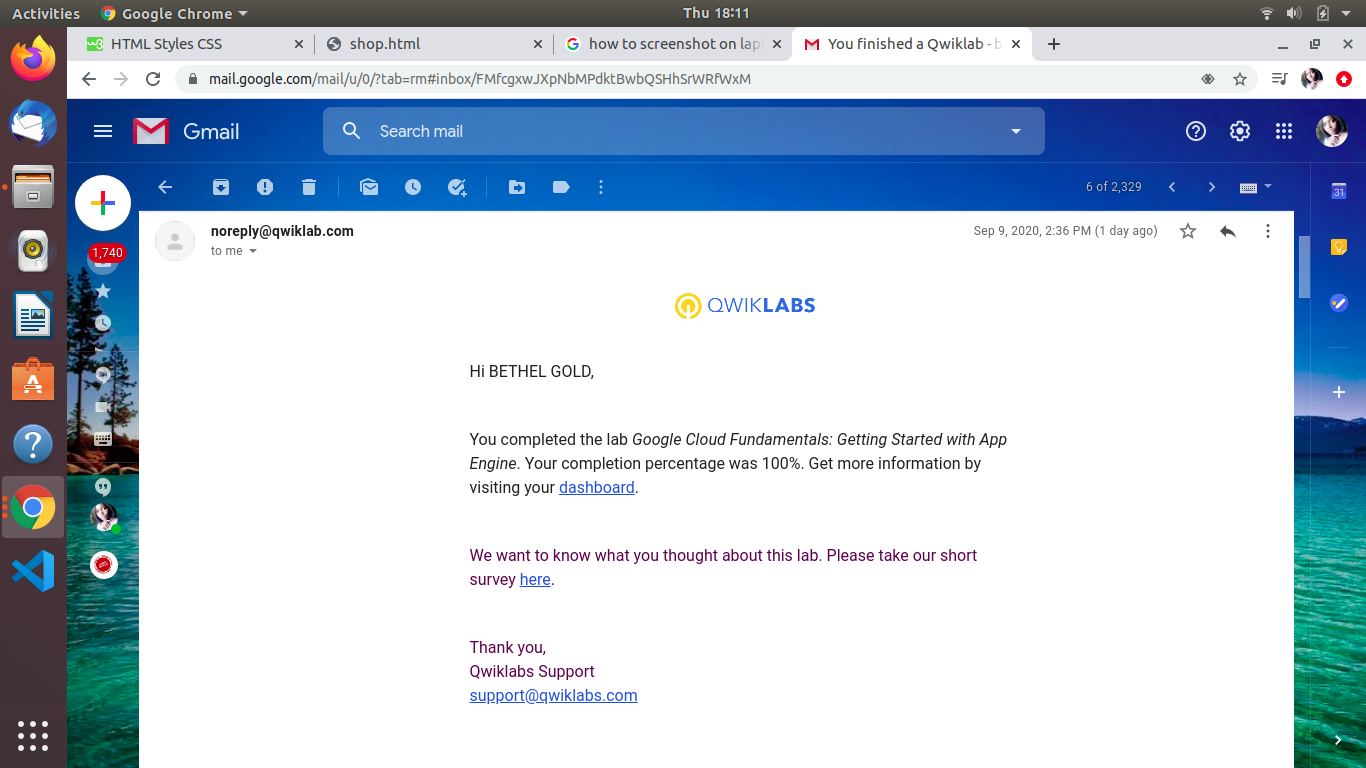 Activities Google Chrome Thu 18:11
HTML Styles CSS shop.html how to screenshot on lap You finished a Qwiklab - b
mail.google.com/mail/u/0/?tab=rm#inbox/FMfcgxwJXpNbMPdktBwbQSHhSrWRfWxM
Gmail Search mail
6 of 2,329
31
1,740
noreply@qwiklab.com Sep 9, 2020, 2:36 PM (1 day ago)
to me
QWIKLABS
Hi BETHEL GOLD,
You completed the lab Google Cloud Fundamentals: Getting Started with App
Engine. Your completion percentage was 100%. Get more information by
visiting your dashboard.
We want to know what you thought about this lab. Please take our short
survey here.
Thank you,
Qwiklabs Support
support@qwiklabs.com